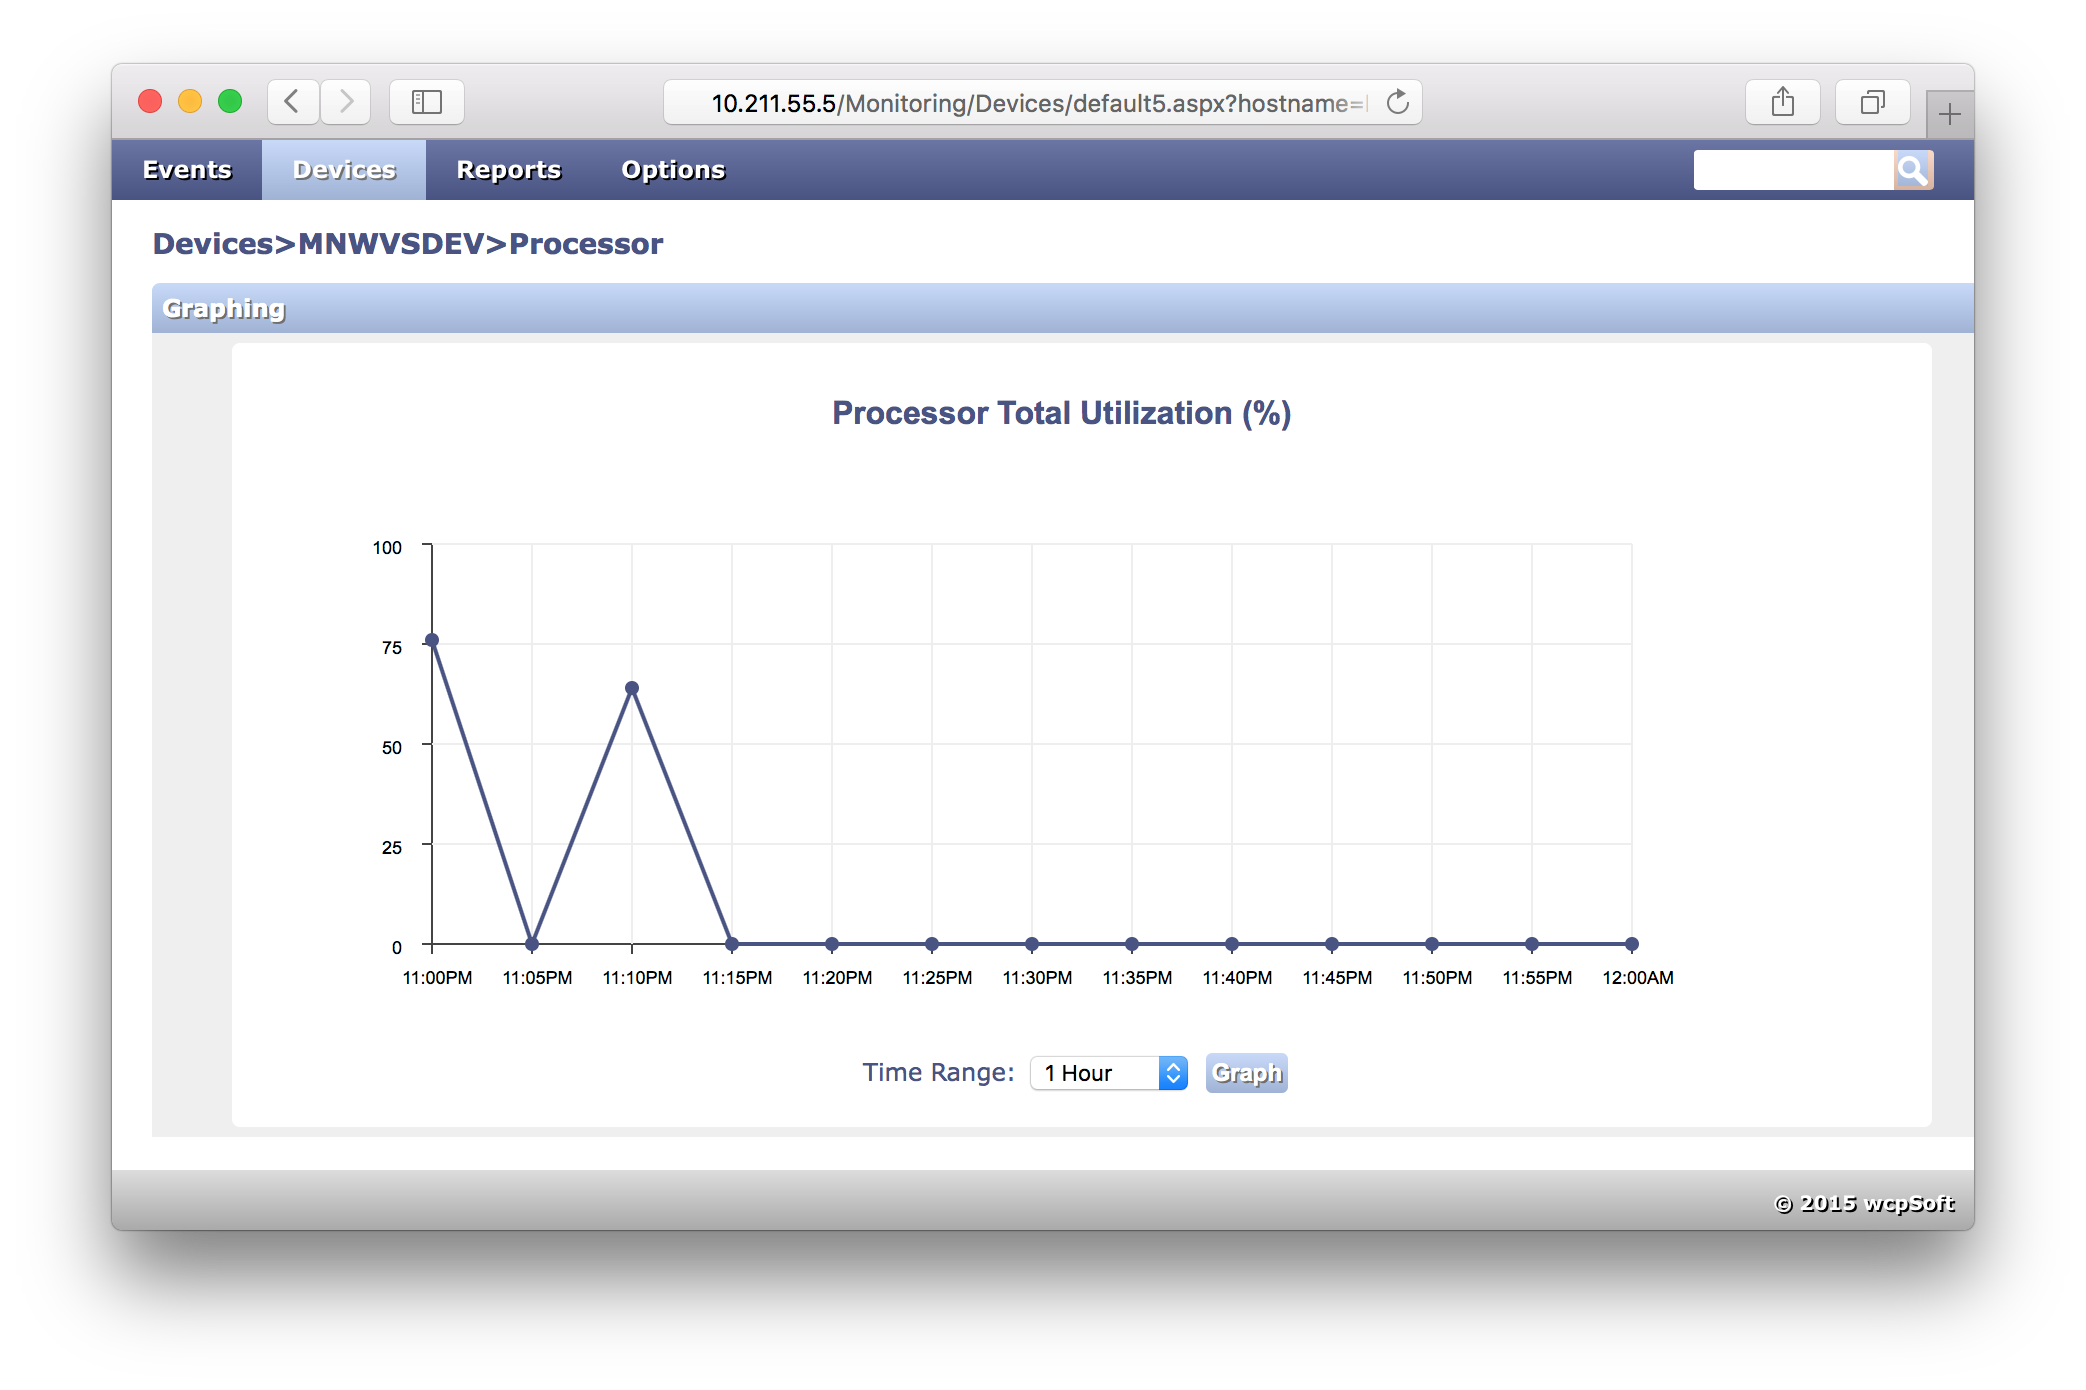 10.211.55.5/Monitoring/Devices/default5.aspx?hostname=
Events Devices Reports Options
Devices>MNWVSDEV>Processor
Graphing
Processor Total Utilization (%)
100
75
50
25
0
11:00PM 11:05PM 11:10PM 11:15PM 11:20PM 11:25PM 11:30PM 11:35PM 11:40PM 11:45PM 11:50PM 11:55PM 12:00AM
Time Range: 1 Hour Graph
© 2015 wcpSoft